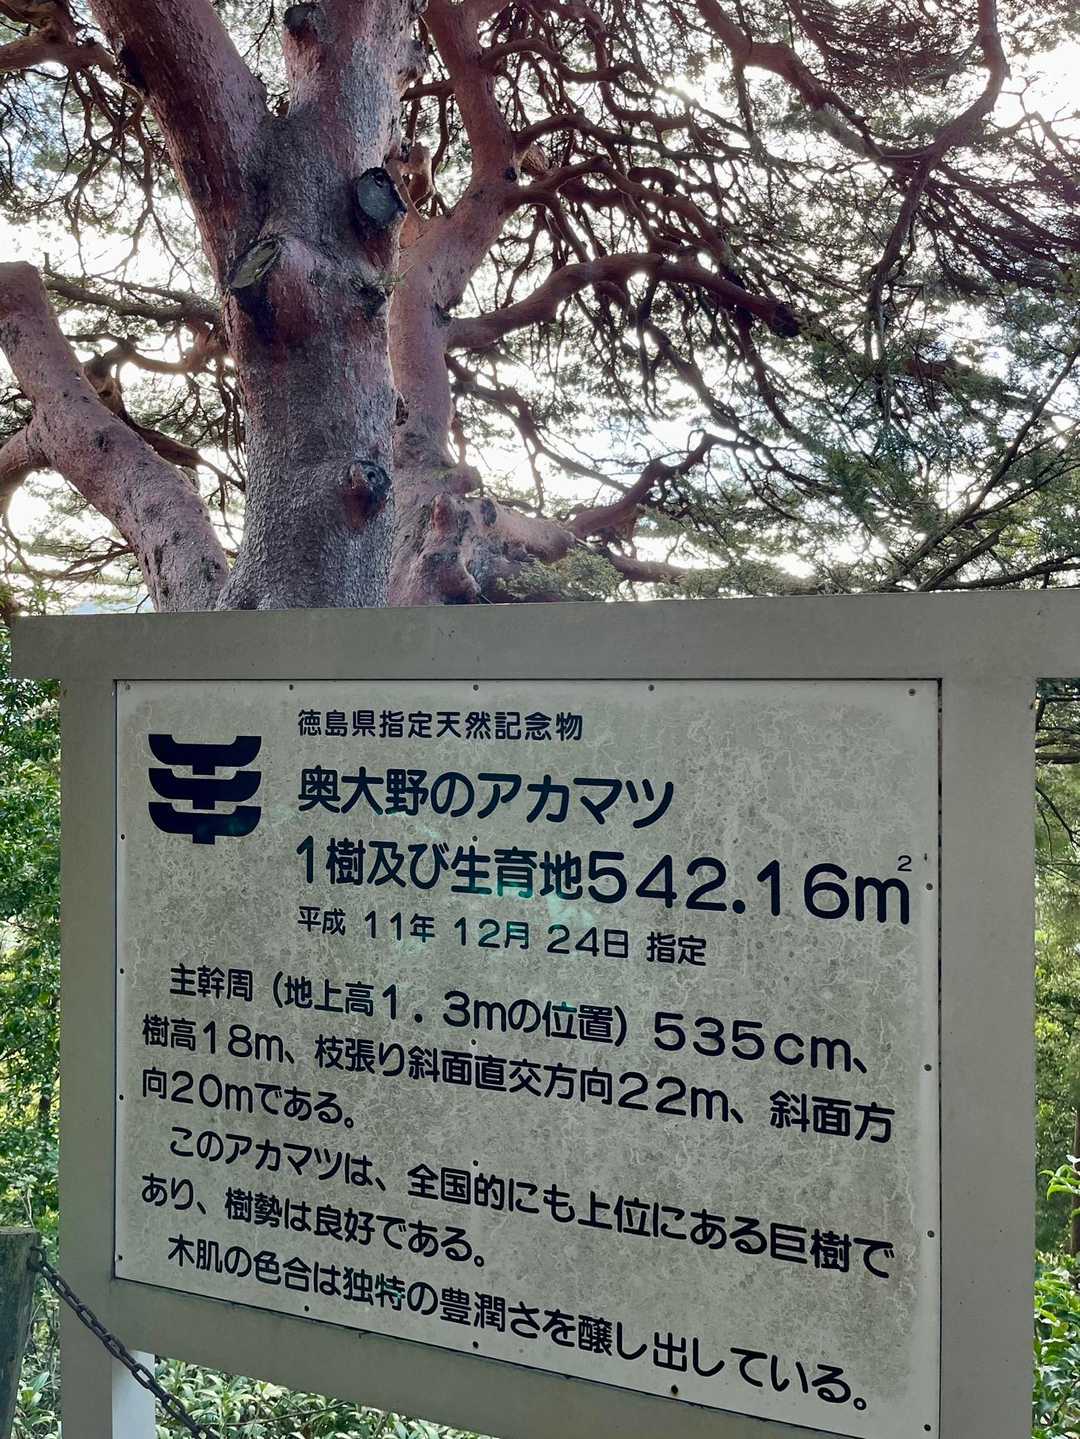 徳島県指定天然記念物
奥大野のアカマツ
1樹及び生育地542.16m²
平成 11年 12月 24日 指定
主幹周（地上高1．3mの位置）535cm、
樹高18m、枝張り斜面直交方向22m、斜面方
向20mである。
このアカマツは、全国的にも上位にある巨樹で
あり、樹勢は良好である。
木肌の色合は独特の豊潤さを醸し出している。